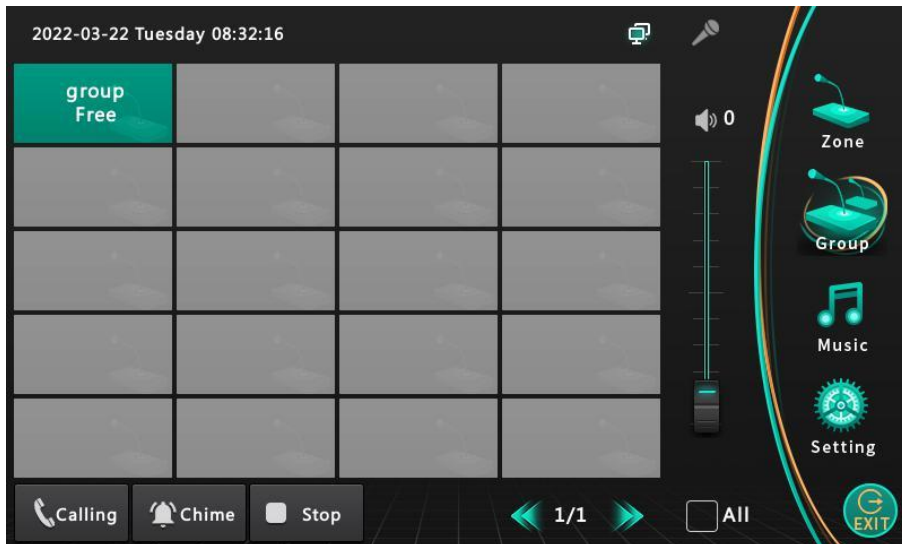 2022-03-22 Tuesday 08:32:16
group
Free
0
Zone
Group
Music
Setting
Calling
Chime
Stop
1/1
All
EXIT